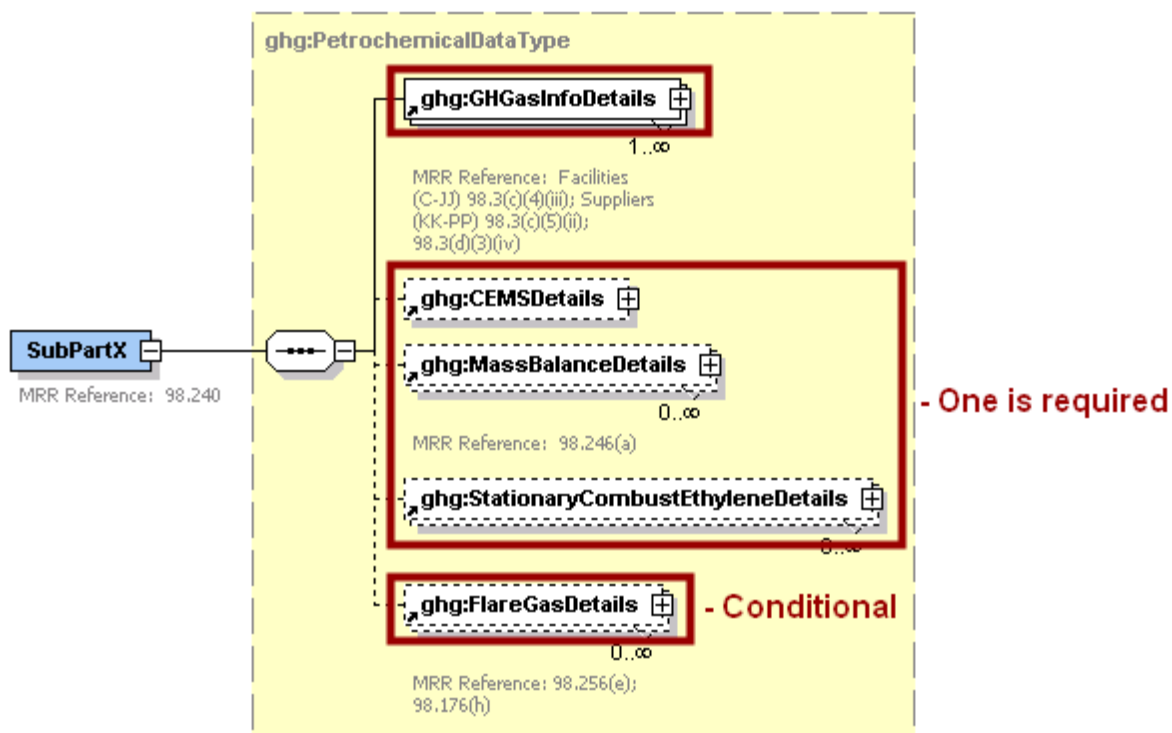 ghg:PetrochemicalDataType
ghg:GHGasInfoDetails
1..∞
MRR Reference: Facilities
(C-JJ) 98.3(c)(4)(iii); Suppliers
(KK-PP) 98.3(c)(5)(ii);
98.3(d)(3)(iv)
ghg:CEMSDetails
SubPartX
MRR Reference: 98.240
ghg:MassBalanceDetails
0..∞
MRR Reference: 98.246(a)
- One is required
ghg:StationaryCombustEthyleneDetails
0..∞
ghg:FlareGasDetails
- Conditional
0..∞
MRR Reference: 98.256(e);
98.176(h)